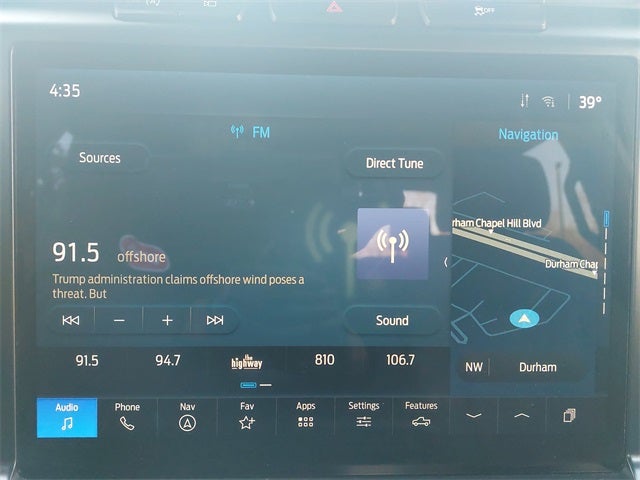 OFF
4:35
39°
FM
Navigation
Sources
Direct Tune
rham Chapel Hill Blvd
Durham Chap
91.5 offshore
Trump administration claims offshore wind poses a
threat. But
Sound
NW Durham
91.5 94.7 the highway 810 106.7
Audio Phone Nav Fav Apps Settings Features